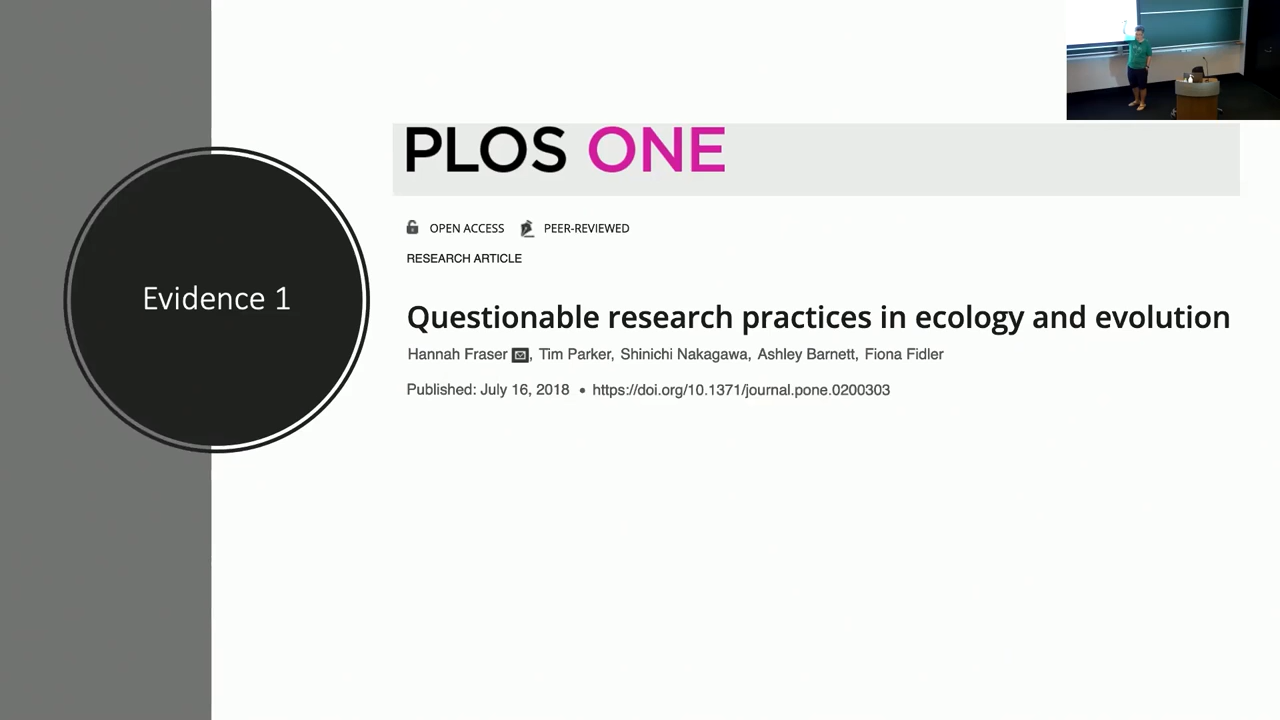 Evidence 1
PLOS ONE
OPEN ACCESS PEER-REVIEWED
RESEARCH ARTICLE
Questionable research practices in ecology and evolution
Hannah Fraser, Tim Parker, Shinichi Nakagawa, Ashley Barnett, Fiona Fidler
Published: July 16, 2018 • https://doi.org/10.1371/journal.pone.0200303